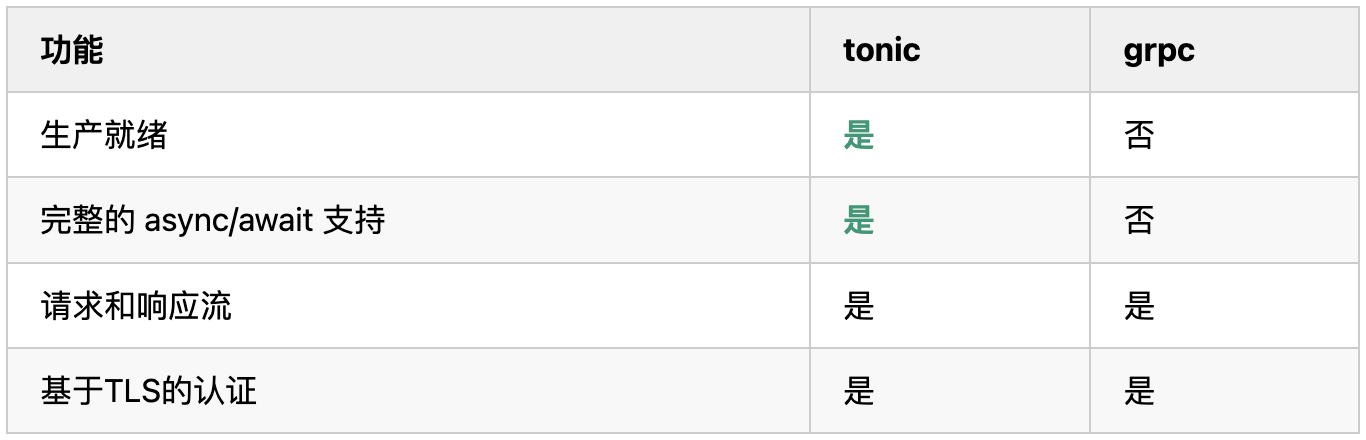 功能 tonic grpc
生产就绪 是 否
完整的 async/await 支持 是 否
请求和响应流 是 是
基于TLS的认证 是 是